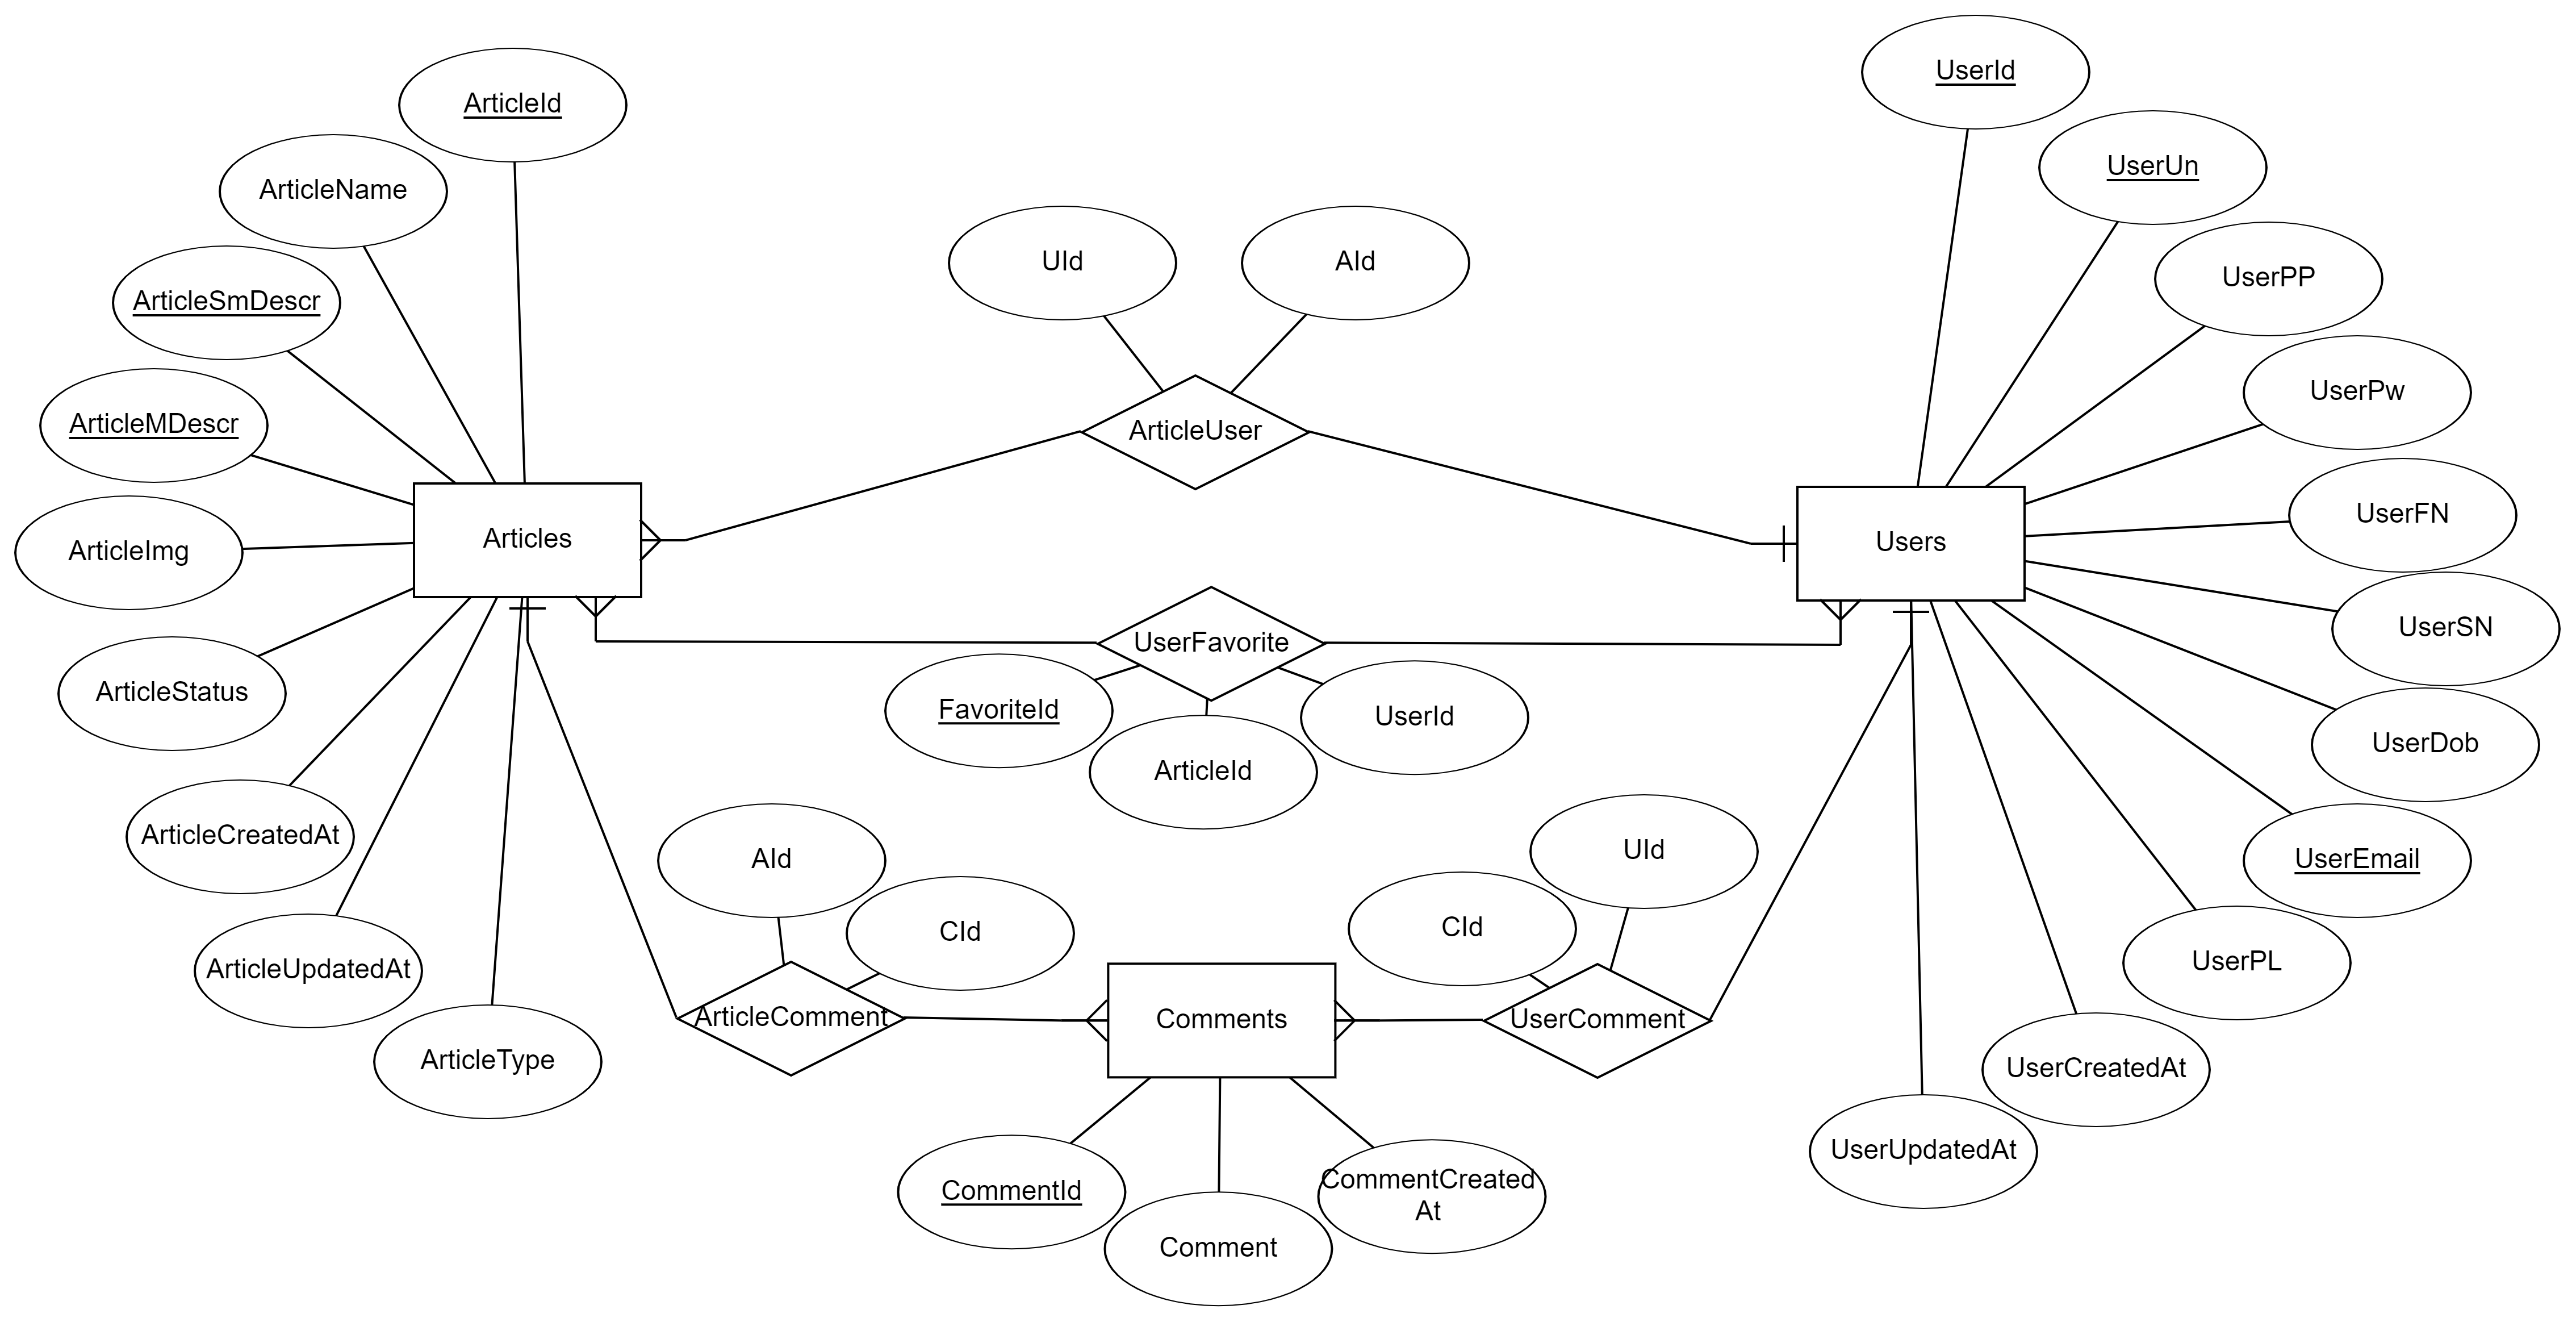 ArticleId
ArticleName
ArticleSmDescr
ArticleMDescr
ArticleImg
ArticleStatus
ArticleCreatedAt
ArticleUpdatedAt
ArticleType
Articles
UId
AId
ArticleUser
UserFavorite
FavoriteId
ArticleId
UserId
AId
CId
ArticleComment
Comments
CommentId
Comment
CommentCreated
At
CId
UId
UserComment
Users
UserId
UserUn
UserPP
UserPw
UserFN
UserSN
UserDob
UserEmail
UserPL
UserCreatedAt
UserUpdatedAt